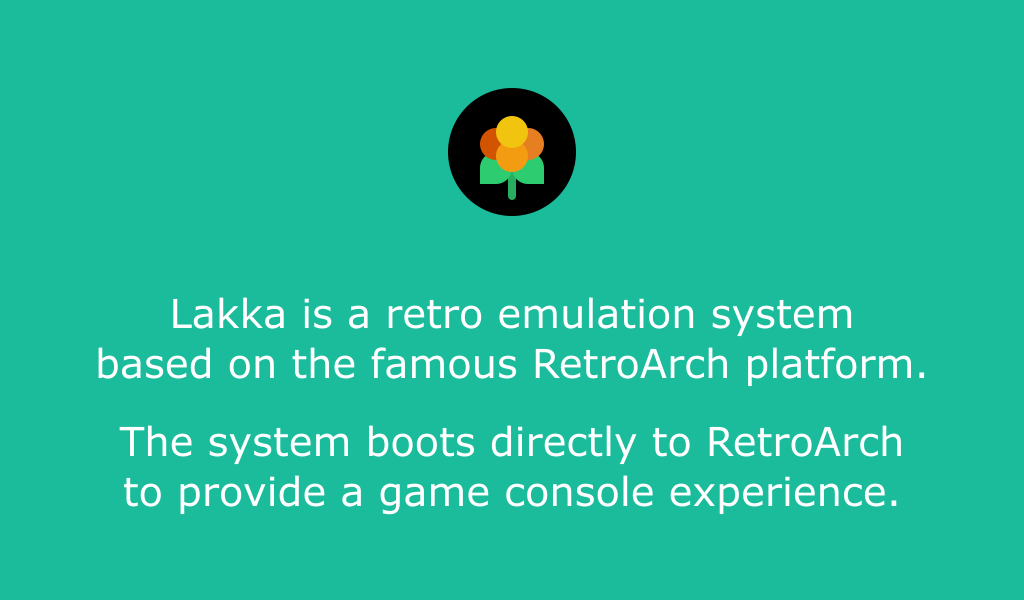 Lakka is a retro emulation system
based on the famous RetroArch platform.
The system boots directly to RetroArch
to provide a game console experience.